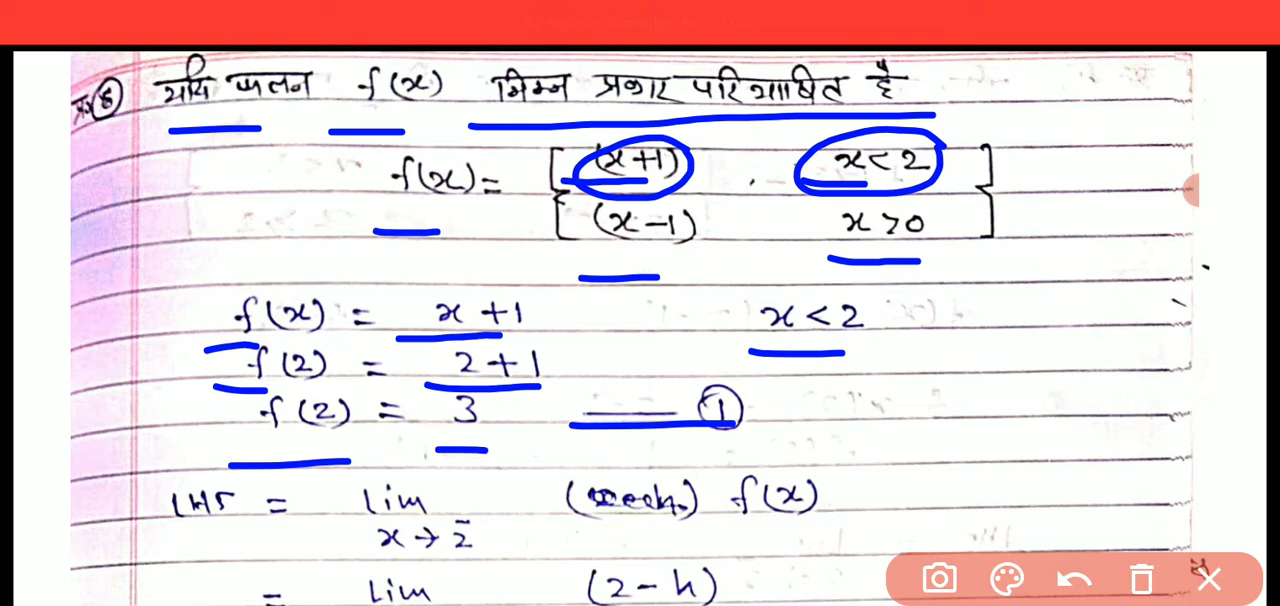 यदि फलन f(x) निम्न प्रकार परिभाषित है
f(x) = [ (x+1) , x < 2
(x-1) x > 0 ]
f(x) = x + 1 x < 2
f(2) = 2 + 1
f(2) = 3 —— ①
LHS = lim f(x)
x → 2̄
= lim (2 - h)